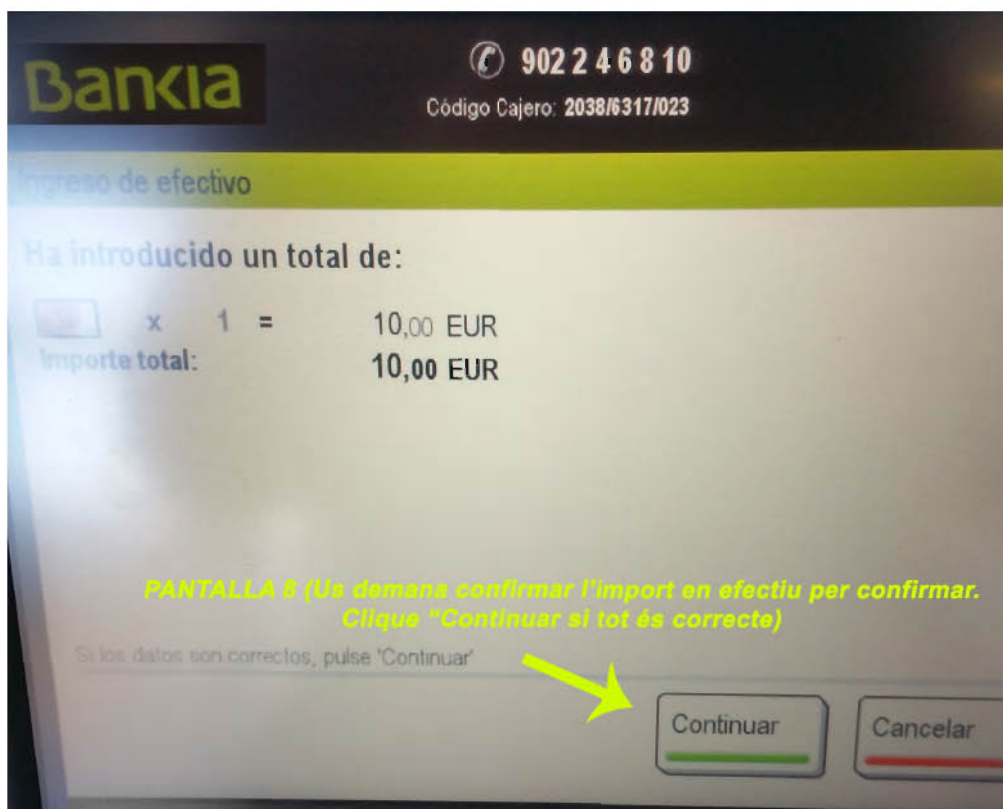 Bankia
902 2 4 6 8 10
Código Cajero: 2038/6317/023
Ingreso de efectivo
Ha introducido un total de:
x 1 = 10,00 EUR
Importe total: 10,00 EUR
PANTALLA 8 (Us demana confirmar l'import en efectiu per confirmar.
Clique "Continuar si tot és correcte)
Si los datos son correctos, pulse 'Continuar'
Continuar
Cancelar